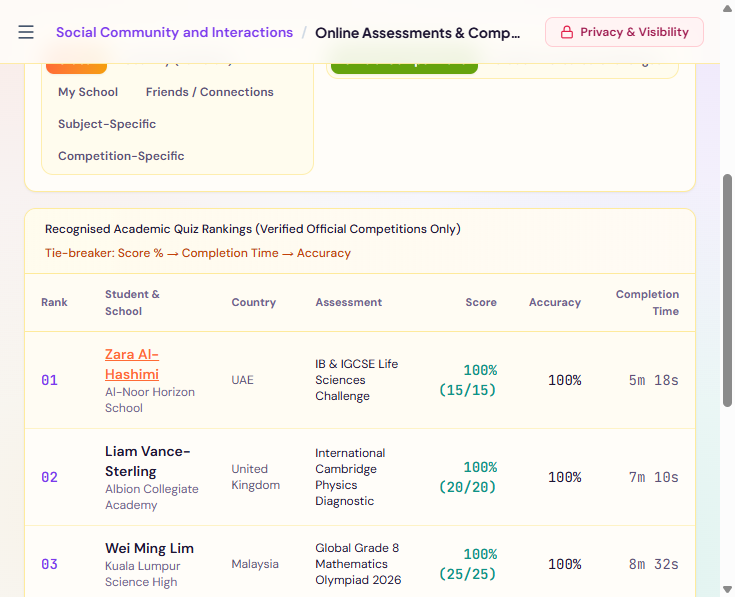 Social Community and Interactions / Online Assessments & Comp...
Privacy & Visibility
My School
Friends / Connections
Subject-Specific
Competition-Specific
Recognised Academic Quiz Rankings (Verified Official Competitions Only)
Tie-breaker: Score % → Completion Time → Accuracy
Rank
Student &
School
Country
Assessment
Score
Accuracy
Completion
Time
01
Zara Al-
Hashimi
Al-Noor Horizon
School
UAE
IB & IGCSE Life
Sciences
Challenge
100%
(15/15)
100%
5m 18s
02
Liam Vance-
Sterling
Albion Collegiate
Academy
United
Kingdom
International
Cambridge
Physics
Diagnostic
100%
(20/20)
100%
7m 10s
03
Wei Ming Lim
Kuala Lumpur
Science High
Malaysia
Global Grade 8
Mathematics
Olympiad 2026
100%
(25/25)
100%
8m 32s